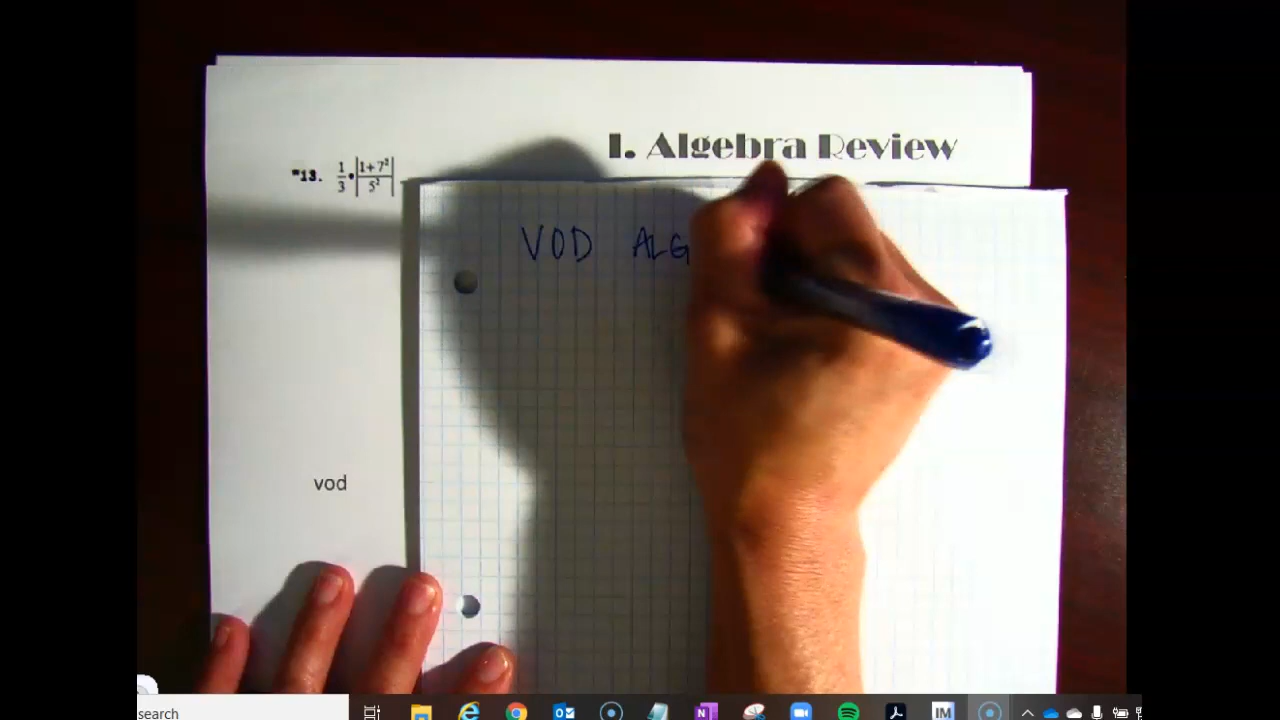 I. Algebra Review
"13. 1/3 • |1+7²/5²|
VOD ALG
vod
search